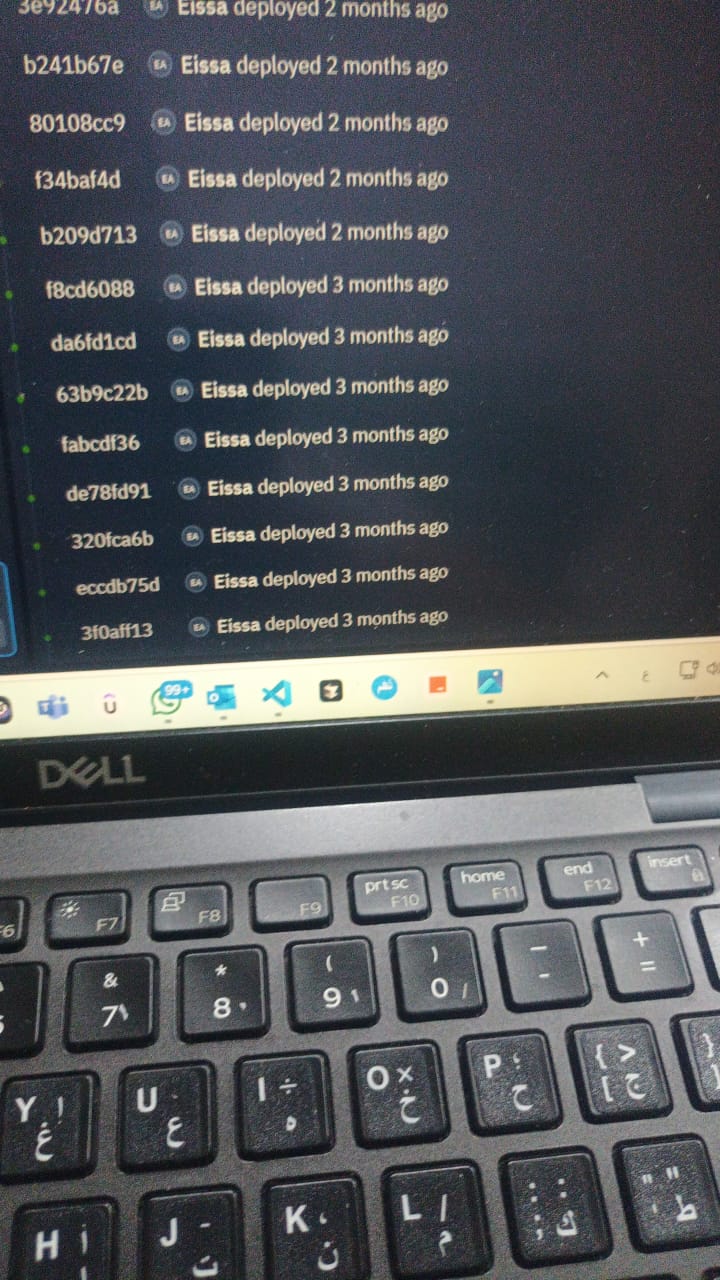 3e92476a EA Eissa deployed 2 months ago
b241b67e EA Eissa deployed 2 months ago
80108cc9 EA Eissa deployed 2 months ago
f34baf4d EA Eissa deployed 2 months ago
b209d713 EA Eissa deployed 2 months ago
f8cd6088 EA Eissa deployed 3 months ago
da6fd1cd EA Eissa deployed 3 months ago
63b9c22b EA Eissa deployed 3 months ago
fabcdf36 EA Eissa deployed 3 months ago
de78fd91 EA Eissa deployed 3 months ago
320fca6b EA Eissa deployed 3 months ago
eccdb75d EA Eissa deployed 3 months ago
3f0aff13 EA Eissa deployed 3 months ago
99+ ع
DELL
F6 F7 F8 F9 prtsc F10 home F11 end F12 insert
& * ( ) _ +
7 ٧ 8 ٨ 9 ٩ 0 ٠ - =
Y إ U ' I ÷ O × P ؛ { < }
غ ع ه خ ح [ ج ]
H أ J ـ K ، L / : : " "
ا ت ن م ; ك ' ط